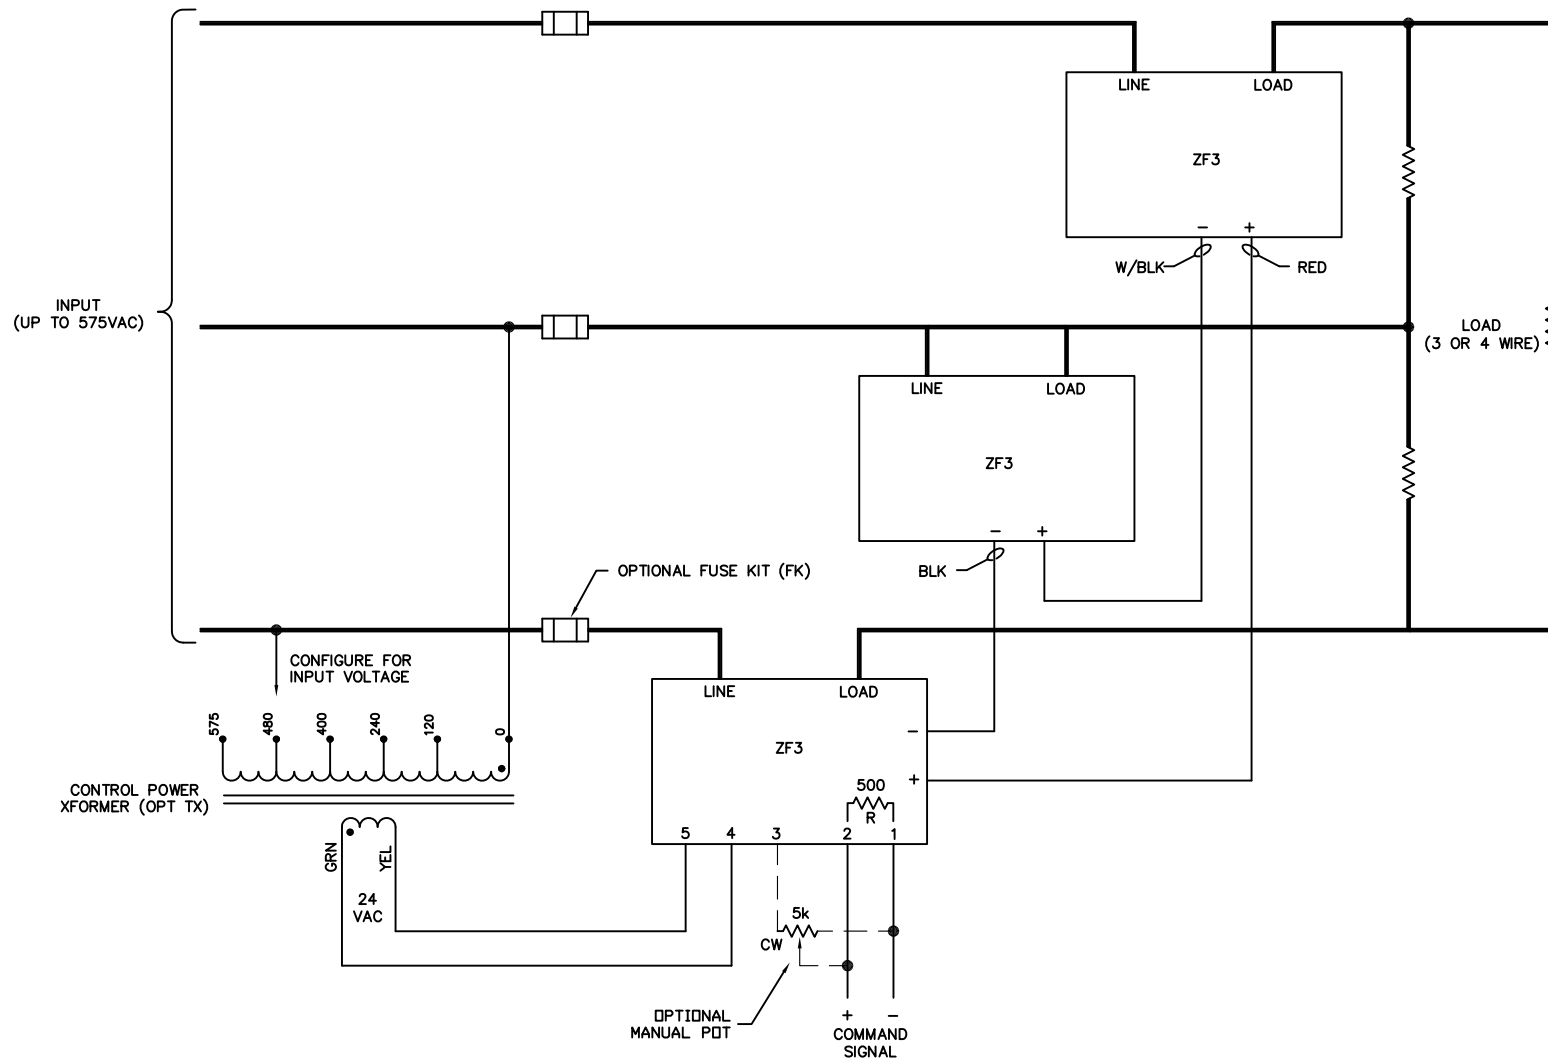 LINE
LOAD
ZF3
- +
W/BLK
RED
INPUT
(UP TO 575VAC)
LOAD
(3 OR 4 WIRE)
LINE
LOAD
ZF3
- +
BLK
OPTIONAL FUSE KIT (FK)
CONFIGURE FOR
INPUT VOLTAGE
LINE
LOAD
575
480
400
240
120
0
ZF3
-
+
CONTROL POWER
XFORMER (OPT TX)
500
R
5 4 3 2 1
GRN
YEL
24
VAC
5k
CW
OPTIONAL
MANUAL POT
+ -
COMMAND
SIGNAL